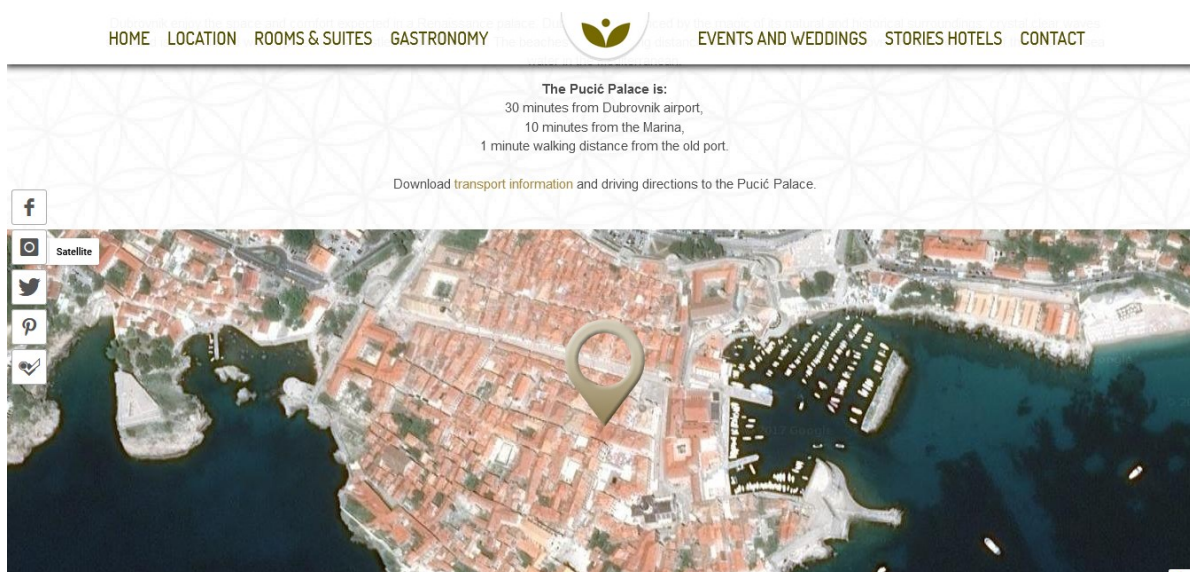 HOME LOCATION ROOMS & SUITES GASTRONOMY EVENTS AND WEDDINGS STORIES HOTELS CONTACT
The Pucić Palace is:
30 minutes from Dubrovnik airport,
10 minutes from the Marina,
1 minute walking distance from the old port.
Download transport information and driving directions to the Pucić Palace.
Satellite
2017 Google